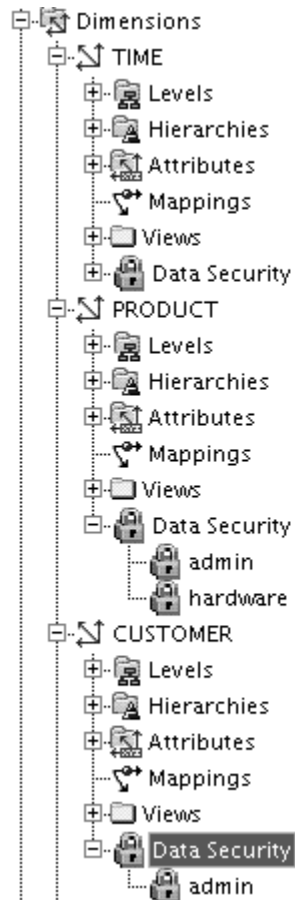 Dimensions
TIME
Levels
Hierarchies
Attributes
Mappings
Views
Data Security
PRODUCT
Levels
Hierarchies
Attributes
Mappings
Views
Data Security
admin
hardware
CUSTOMER
Levels
Hierarchies
Attributes
Mappings
Views
Data Security
admin